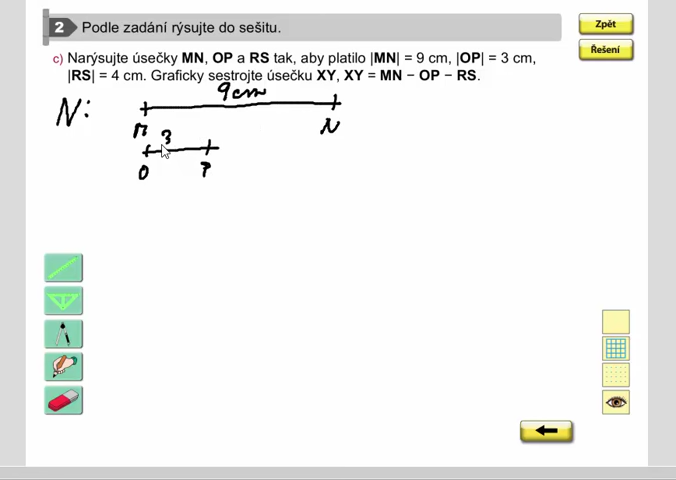 2 Podle zadání rýsujte do sešitu.
Zpět
Řešení
c) Narýsujte úsečky MN, OP a RS tak, aby platilo |MN| = 9 cm, |OP| = 3 cm,
|RS| = 4 cm. Graficky sestrojte úsečku XY, XY = MN − OP − RS.
9cm
N:
M N
3
O P